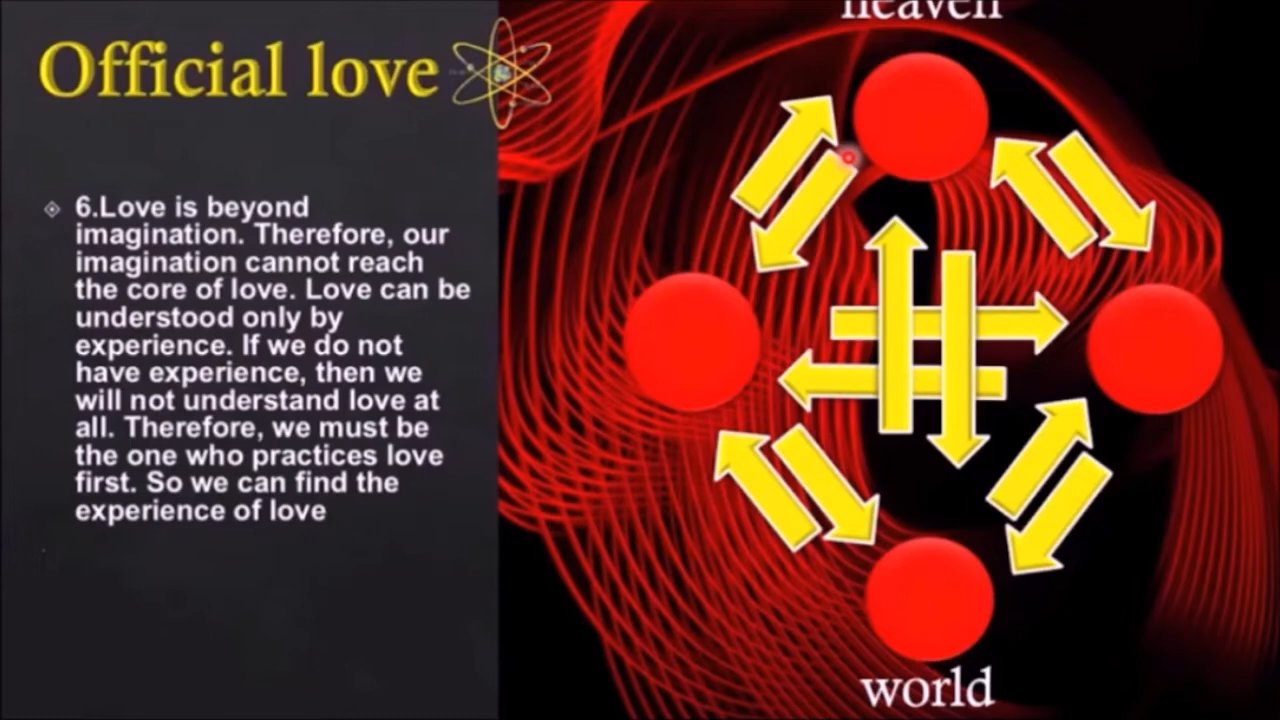 Official love
6.Love is beyond
imagination. Therefore, our
imagination cannot reach
the core of love. Love can be
understood only by
experience. If we do not
have experience, then we
will not understand love at
all. Therefore, we must be
the one who practices love
first. So we can find the
experience of love
heaven
world